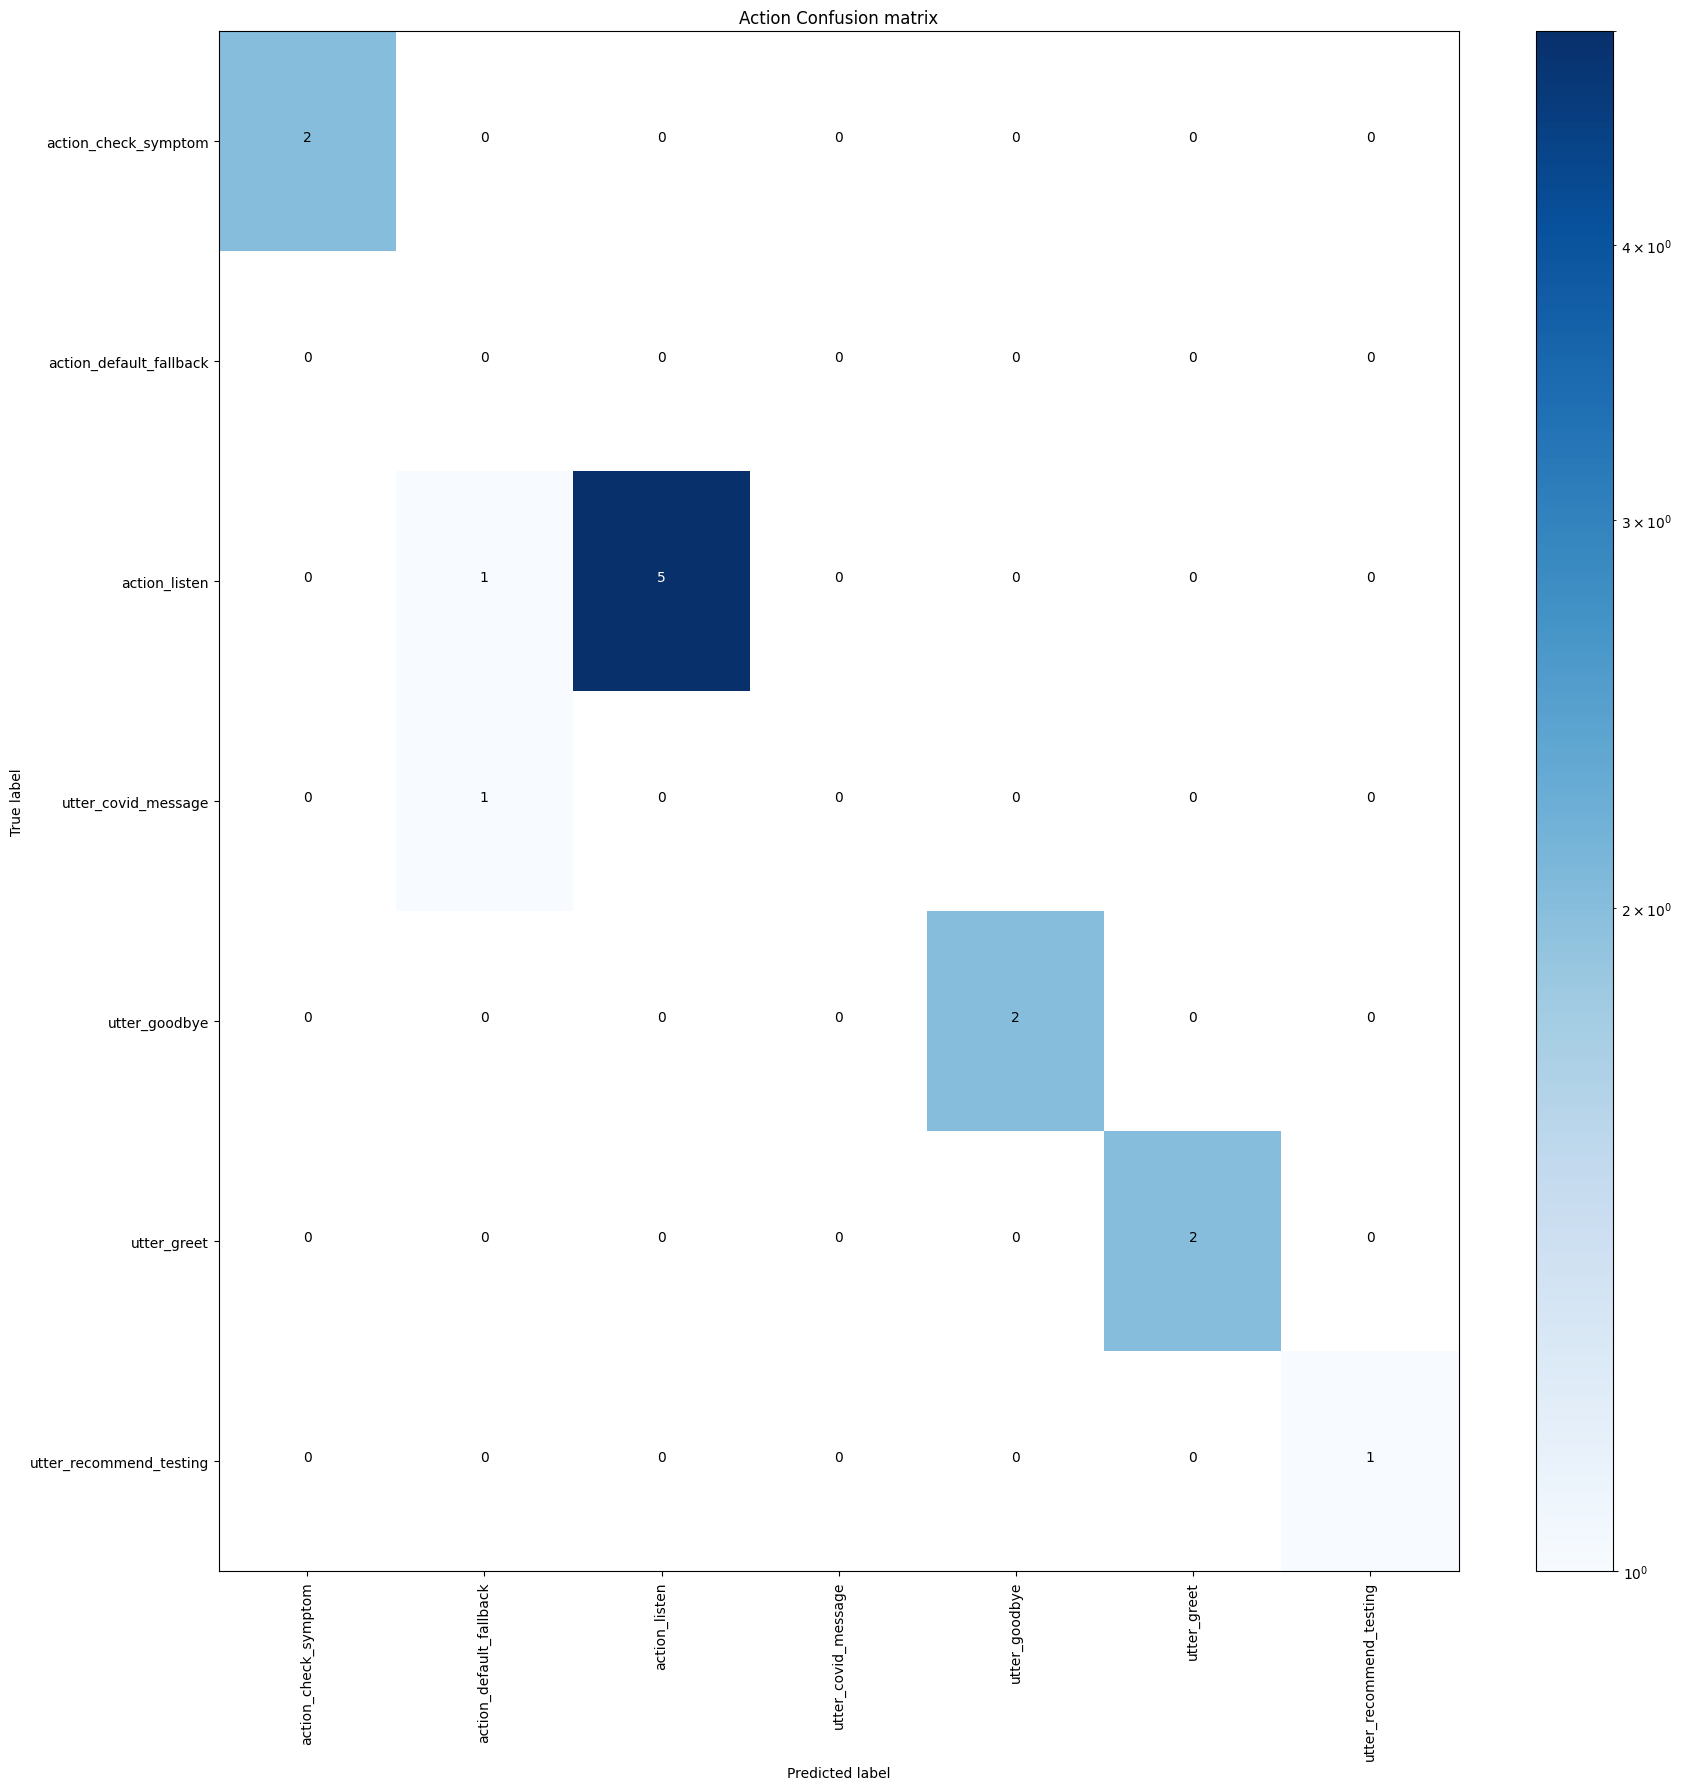 Action Confusion matrix
action_check_symptom 2 0 0 0 0 0 0
4 × 10⁰
action_default_fallback 0 0 0 0 0 0 0
3 × 10⁰
action_listen 0 1 5 0 0 0 0
True label
utter_covid_message 0 1 0 0 0 0 0
2 × 10⁰
utter_goodbye 0 0 0 0 2 0 0
utter_greet 0 0 0 0 0 2 0
utter_recommend_testing 0 0 0 0 0 0 1
10⁰
action_check_symptom
action_default_fallback
action_listen
utter_covid_message
utter_goodbye
utter_greet
utter_recommend_testing
Predicted label